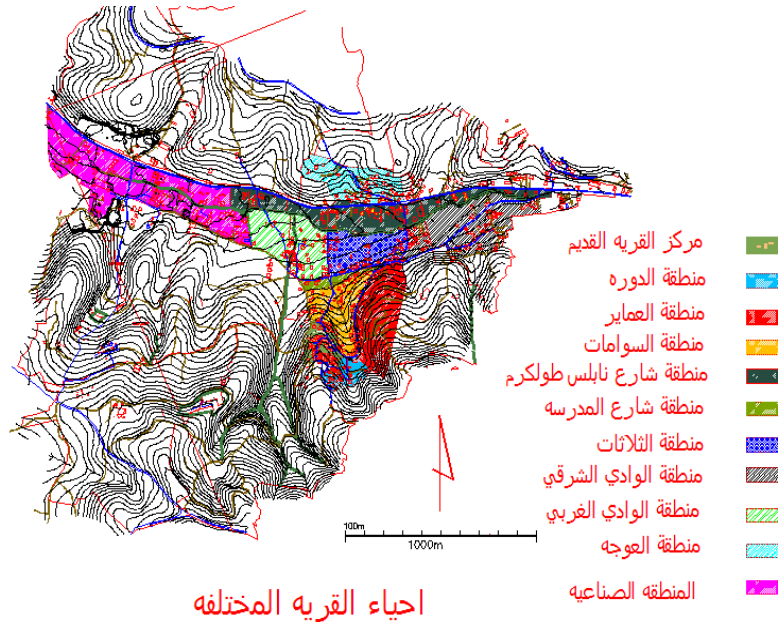 مركز القريه القديم
منطقة الدوره
منطقة العماير
منطقة السوامات
منطقة شارع نابلس طولكرم
منطقة شارع المدرسه
منطقة الثلاثات
منطقة الوادي الشرقي
منطقة الوادي الغربي
منطقة العوجه
المنطقه الصناعيه
100m
1000m
احياء القريه المختلفه